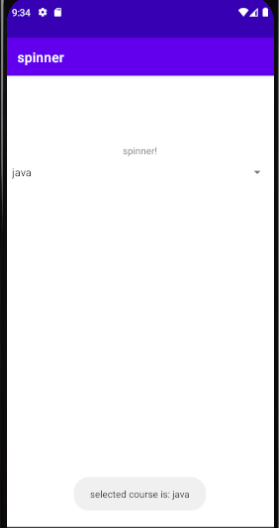 9:34
spinner
spinner!
java
selected course is: java